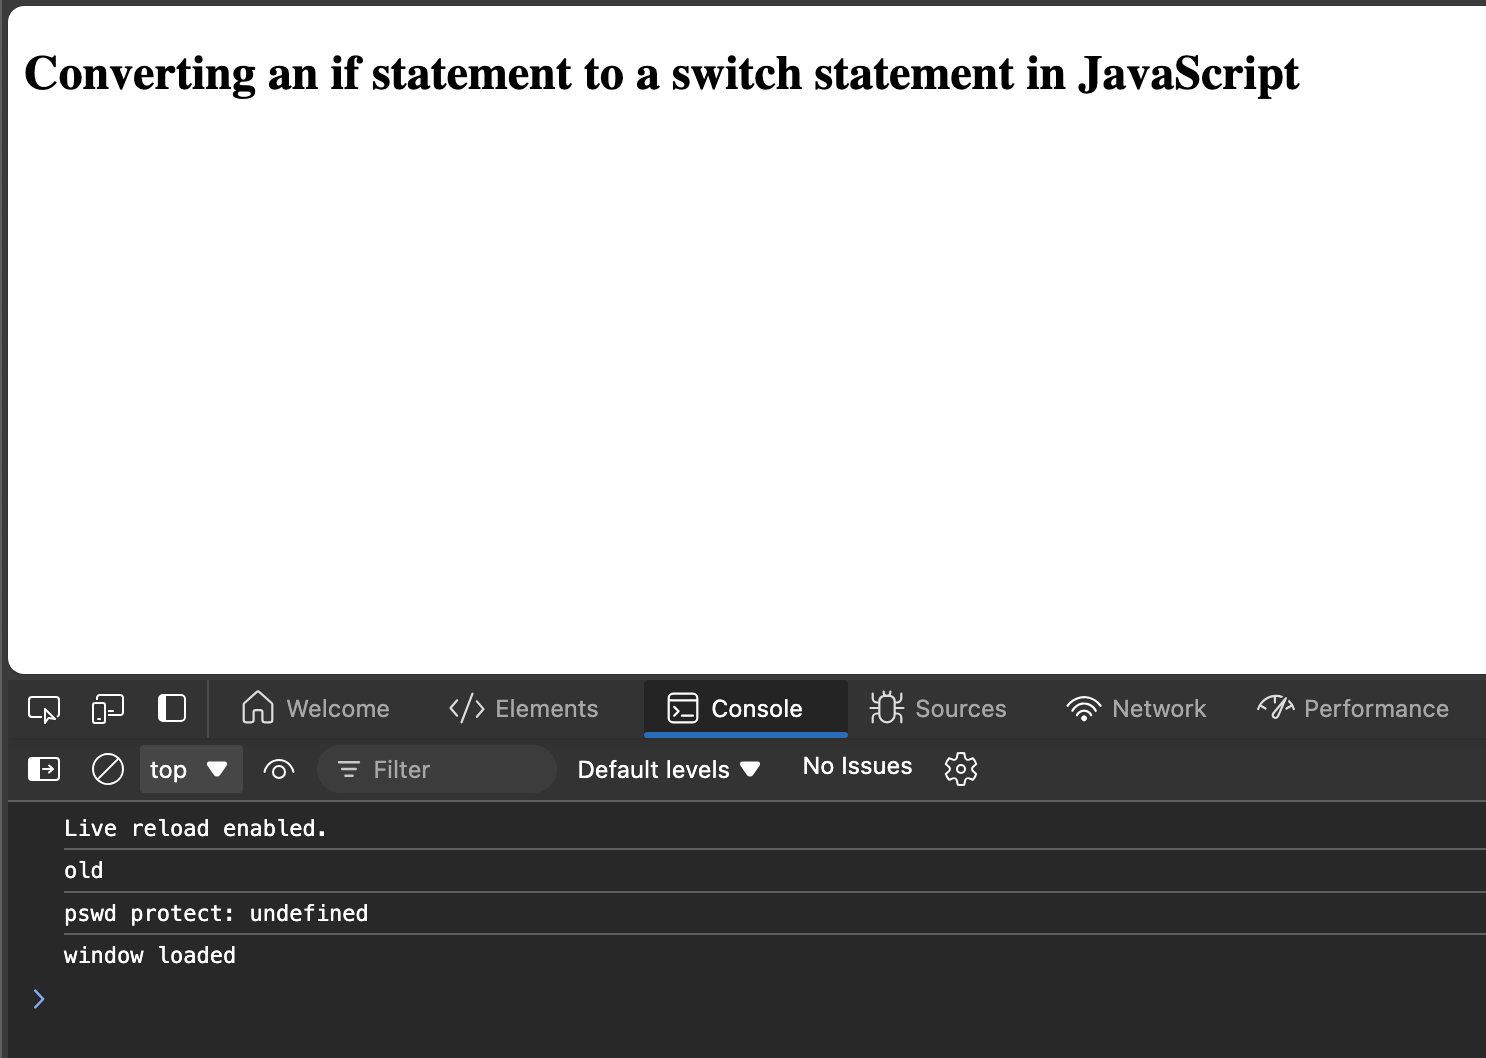 Converting an if statement to a switch statement in JavaScript
Welcome Elements Console Sources Network Performance
top Filter Default levels No Issues
Live reload enabled.
old
pswd protect: undefined
window loaded